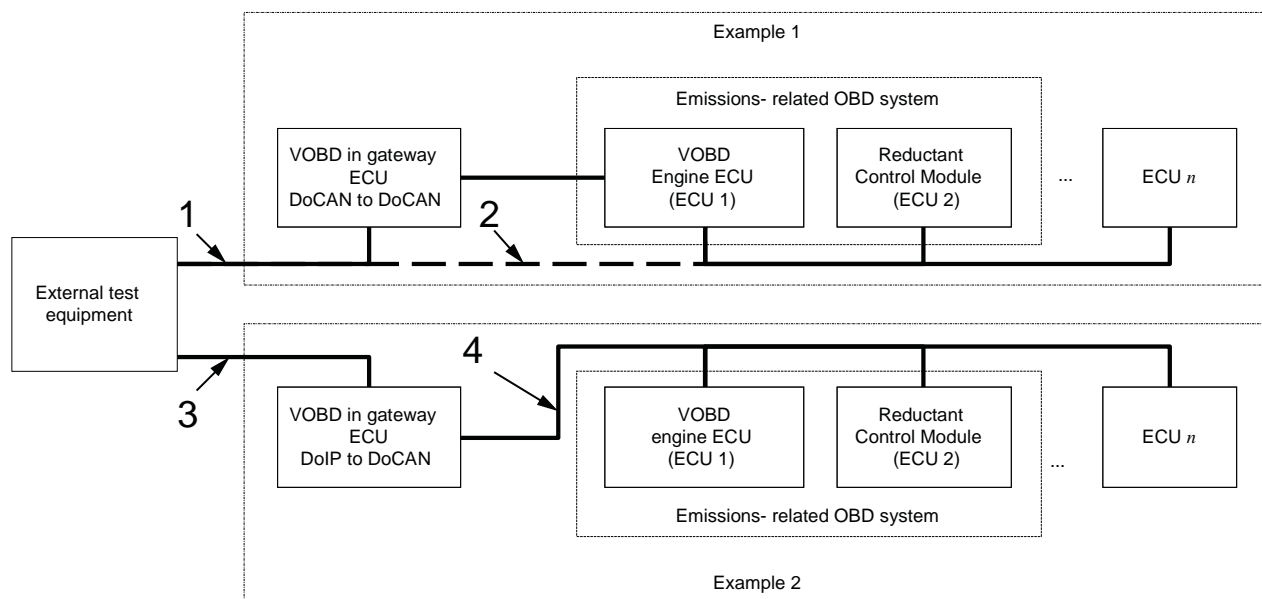 Example 1
Emissions- related OBD system
VOBD in gateway
ECU
DoCAN to DoCAN
VOBD
Engine ECU
(ECU 1)
Reductant
Control Module
(ECU 2)
...
ECU n
1
2
External test
equipment
3
4
VOBD in gateway
ECU
DoIP to DoCAN
VOBD
engine ECU
(ECU 1)
Reductant
Control Module
(ECU 2)
...
ECU n
Emissions- related OBD system
Example 2